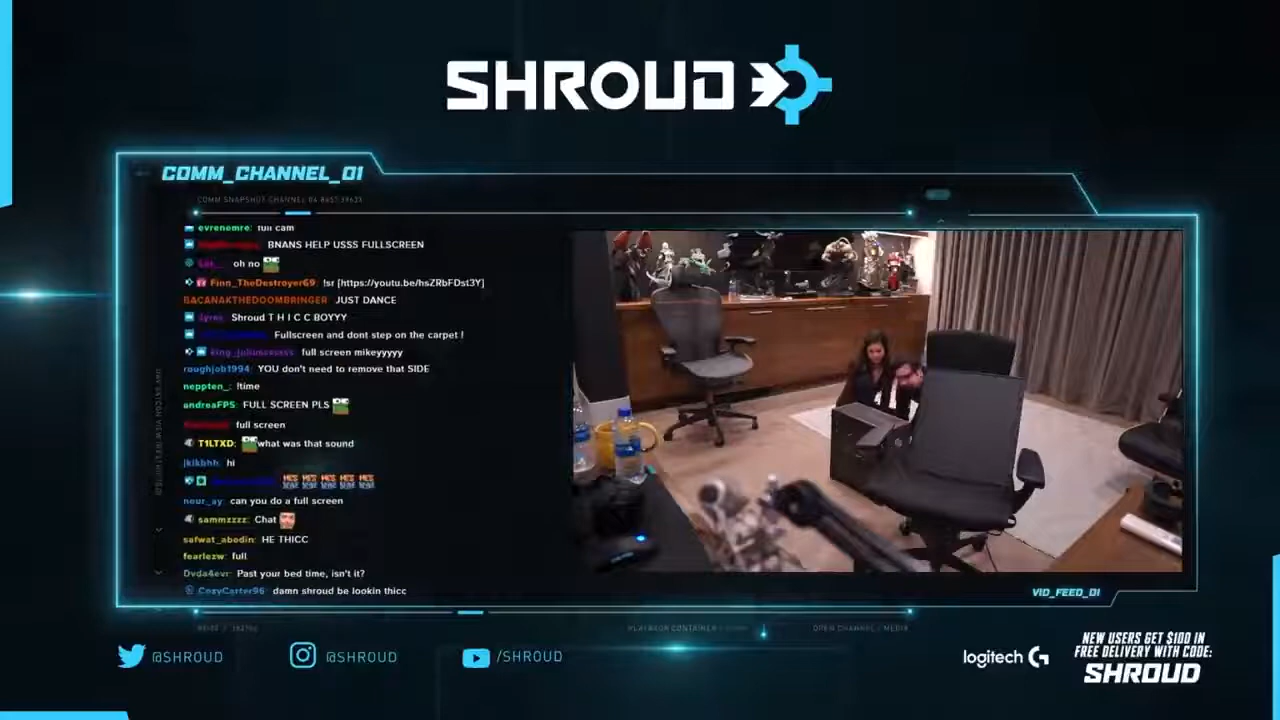 SHROUD
COMM_CHANNEL_01
evrenemre: full cam
BNANS HELP USSS FULLSCREEN
oh no
Finn_TheDestroyer69: !sr [https://youtu.be/hsZRbFDst3Y]
BACANAKTHEDOOMBRINGER JUST DANCE
Shroud T H I C C BOYYY
Fullscreen and dont step on the carpet !
full screen mikeyyyyy
roughjob1994: YOU don't need to remove that SIDE
neppten_: !time
andreaFPS: FULL SCREEN PLS
full screen
T1LTXD: what was that sound
jkikbhh: hi
nour_ay: can you do a full screen
sammzzzz: Chat
safwat_abedin: HE THICC
fearlezw: full
Dvda4evr: Past your bed time, isn't it?
CozyCarter96: damn shroud be lookin thicc
VID_FEED_01
@SHROUD
@SHROUD
/SHROUD
logitech G
NEW USERS GET $100 IN
FREE DELIVERY WITH CODE:
SHROUD